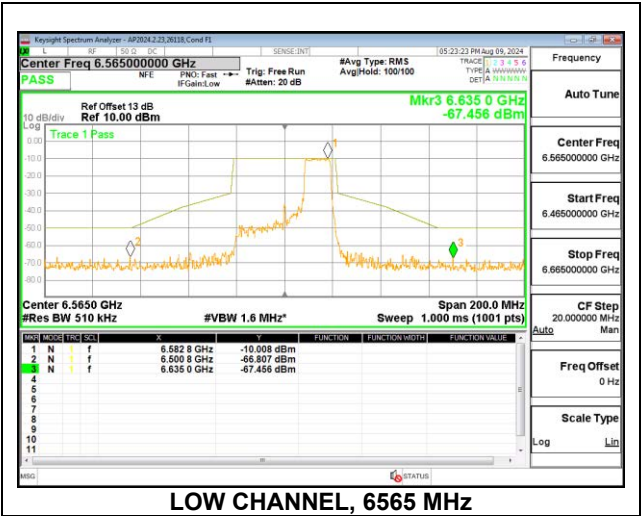 Keysight Spectrum Analyzer - AP2024.2.23,26118,Cond F1
L RF 50 Ω DC SENSE:INT 05:23:23 PM Aug 09, 2024
Center Freq 6.565000000 GHz
PASS
NFE PNO: Fast IFGain:Low
Trig: Free Run
#Atten: 20 dB
#Avg Type: RMS
Avg|Hold: 100/100
TRACE 1 2 3 4 5 6
TYPE A WWWWW
DET A N N N N N
Frequency
Auto Tune
Center Freq
6.565000000 GHz
Start Freq
6.465000000 GHz
Stop Freq
6.665000000 GHz
CF Step
20.000000 MHz
Auto Man
Freq Offset
0 Hz
Scale Type
Log Lin
Ref Offset 13 dB
10 dB/div Ref 10.00 dBm
Mkr3 6.635 0 GHz
-67.456 dBm
Log
Trace 1 Pass
0.00
-10.0
-20.0
-30.0
-40.0
-50.0
-60.0
-70.0
-80.0
1
2
3
Center 6.5650 GHz Span 200.0 MHz
#Res BW 510 kHz #VBW 1.6 MHz* Sweep 1.000 ms (1001 pts)
MKR MODE TRC SCL X Y FUNCTION FUNCTION WIDTH FUNCTION VALUE
1 N 1 f 6.582 8 GHz -10.008 dBm
2 N 1 f 6.500 8 GHz -66.807 dBm
3 N 1 f 6.635 0 GHz -67.456 dBm
4
5
6
7
8
9
10
11
MSG STATUS
LOW CHANNEL, 6565 MHz